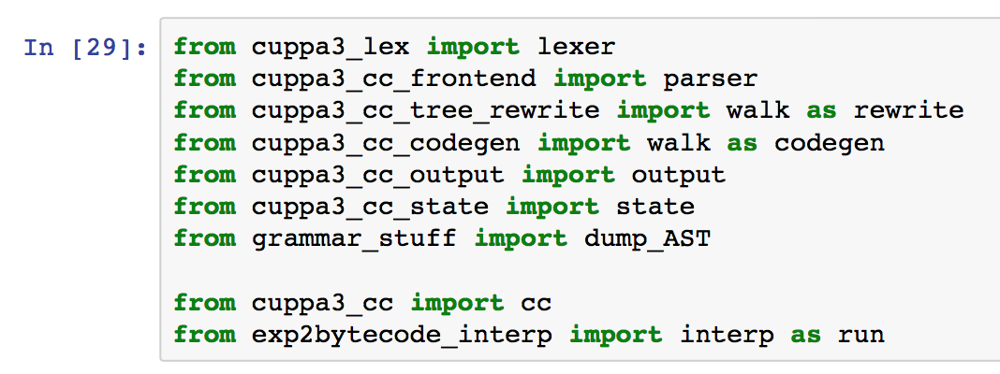 In [29]: from cuppa3_lex import lexer
from cuppa3_cc_frontend import parser
from cuppa3_cc_tree_rewrite import walk as rewrite
from cuppa3_cc_codegen import walk as codegen
from cuppa3_cc_output import output
from cuppa3_cc_state import state
from grammar_stuff import dump_AST
from cuppa3_cc import cc
from exp2bytecode_interp import interp as run